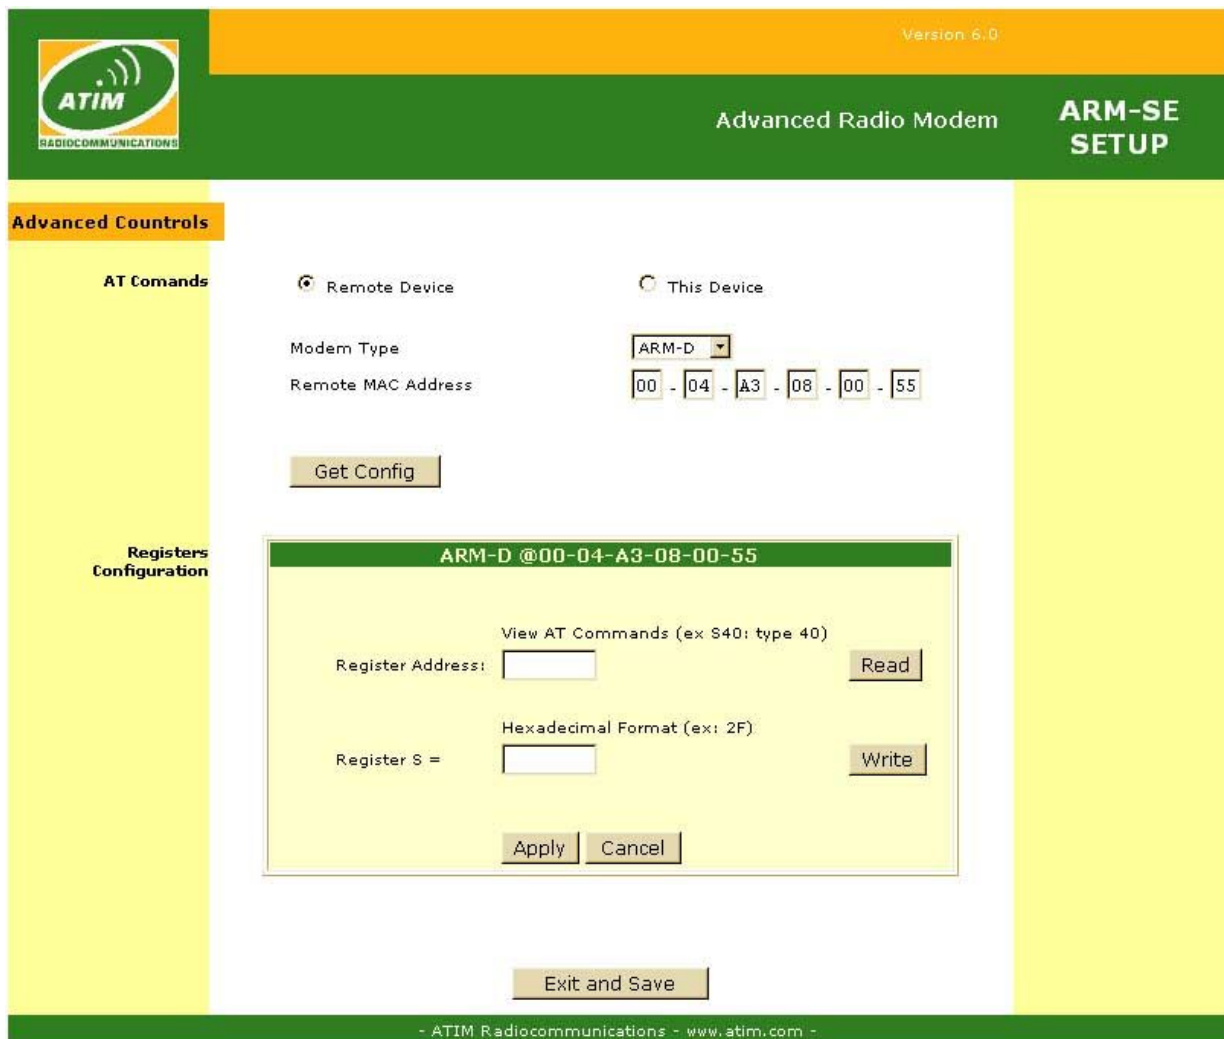 Version 6.0
ATIM
RADIOCOMMUNICATIONS
Advanced Radio Modem
ARM-SE
SETUP
Advanced Countrols
AT Comands
Remote Device
This Device
Modem Type
ARM-D
Remote MAC Address
00 - 04 - A3 - 08 - 00 - 55
Get Config
Registers
Configuration
ARM-D @00-04-A3-08-00-55
View AT Commands (ex S40: type 40)
Register Address:
Read
Hexadecimal Format (ex: 2F)
Register S =
Write
Apply
Cancel
Exit and Save
- ATIM Radiocommunications - www.atim.com -